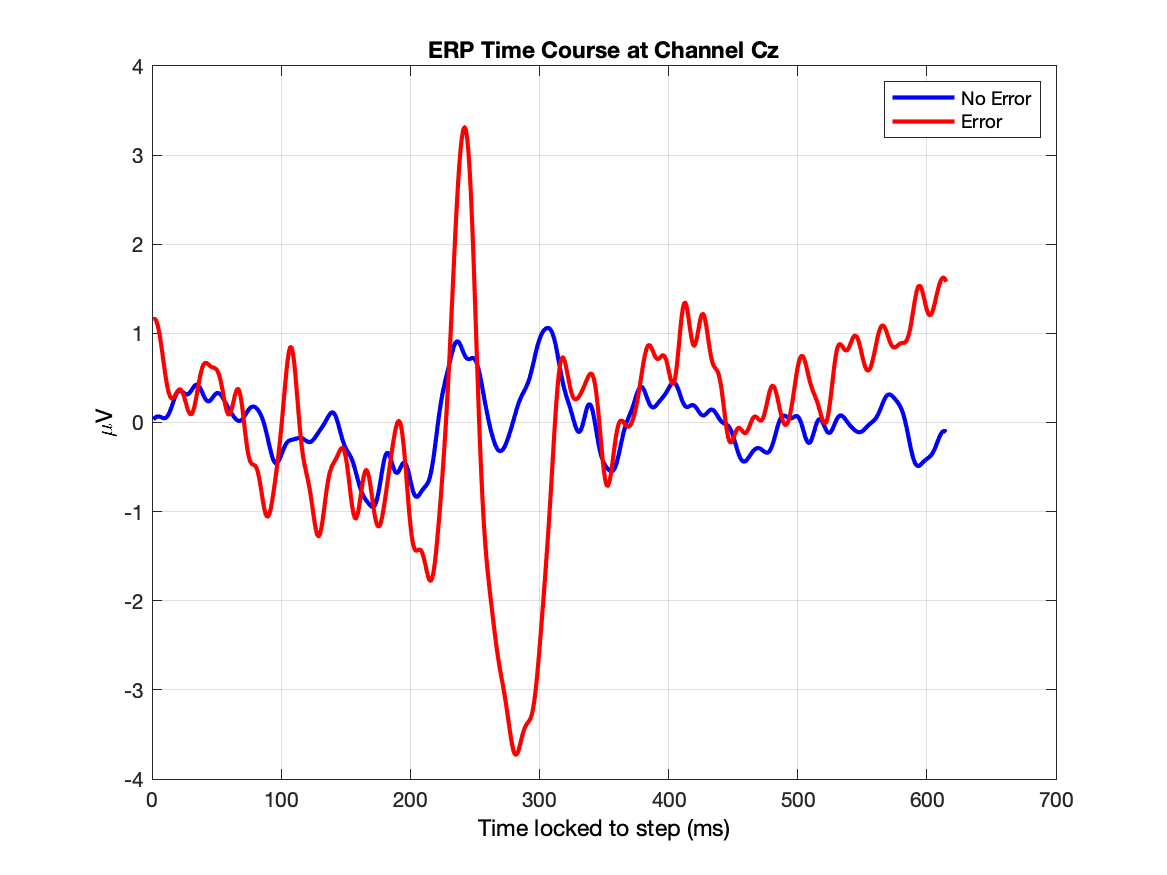 ERP Time Course at Channel Cz
No Error
Error
4
3
2
1
0
-1
-2
-3
-4
μV
0 100 200 300 400 500 600 700
Time locked to step (ms)